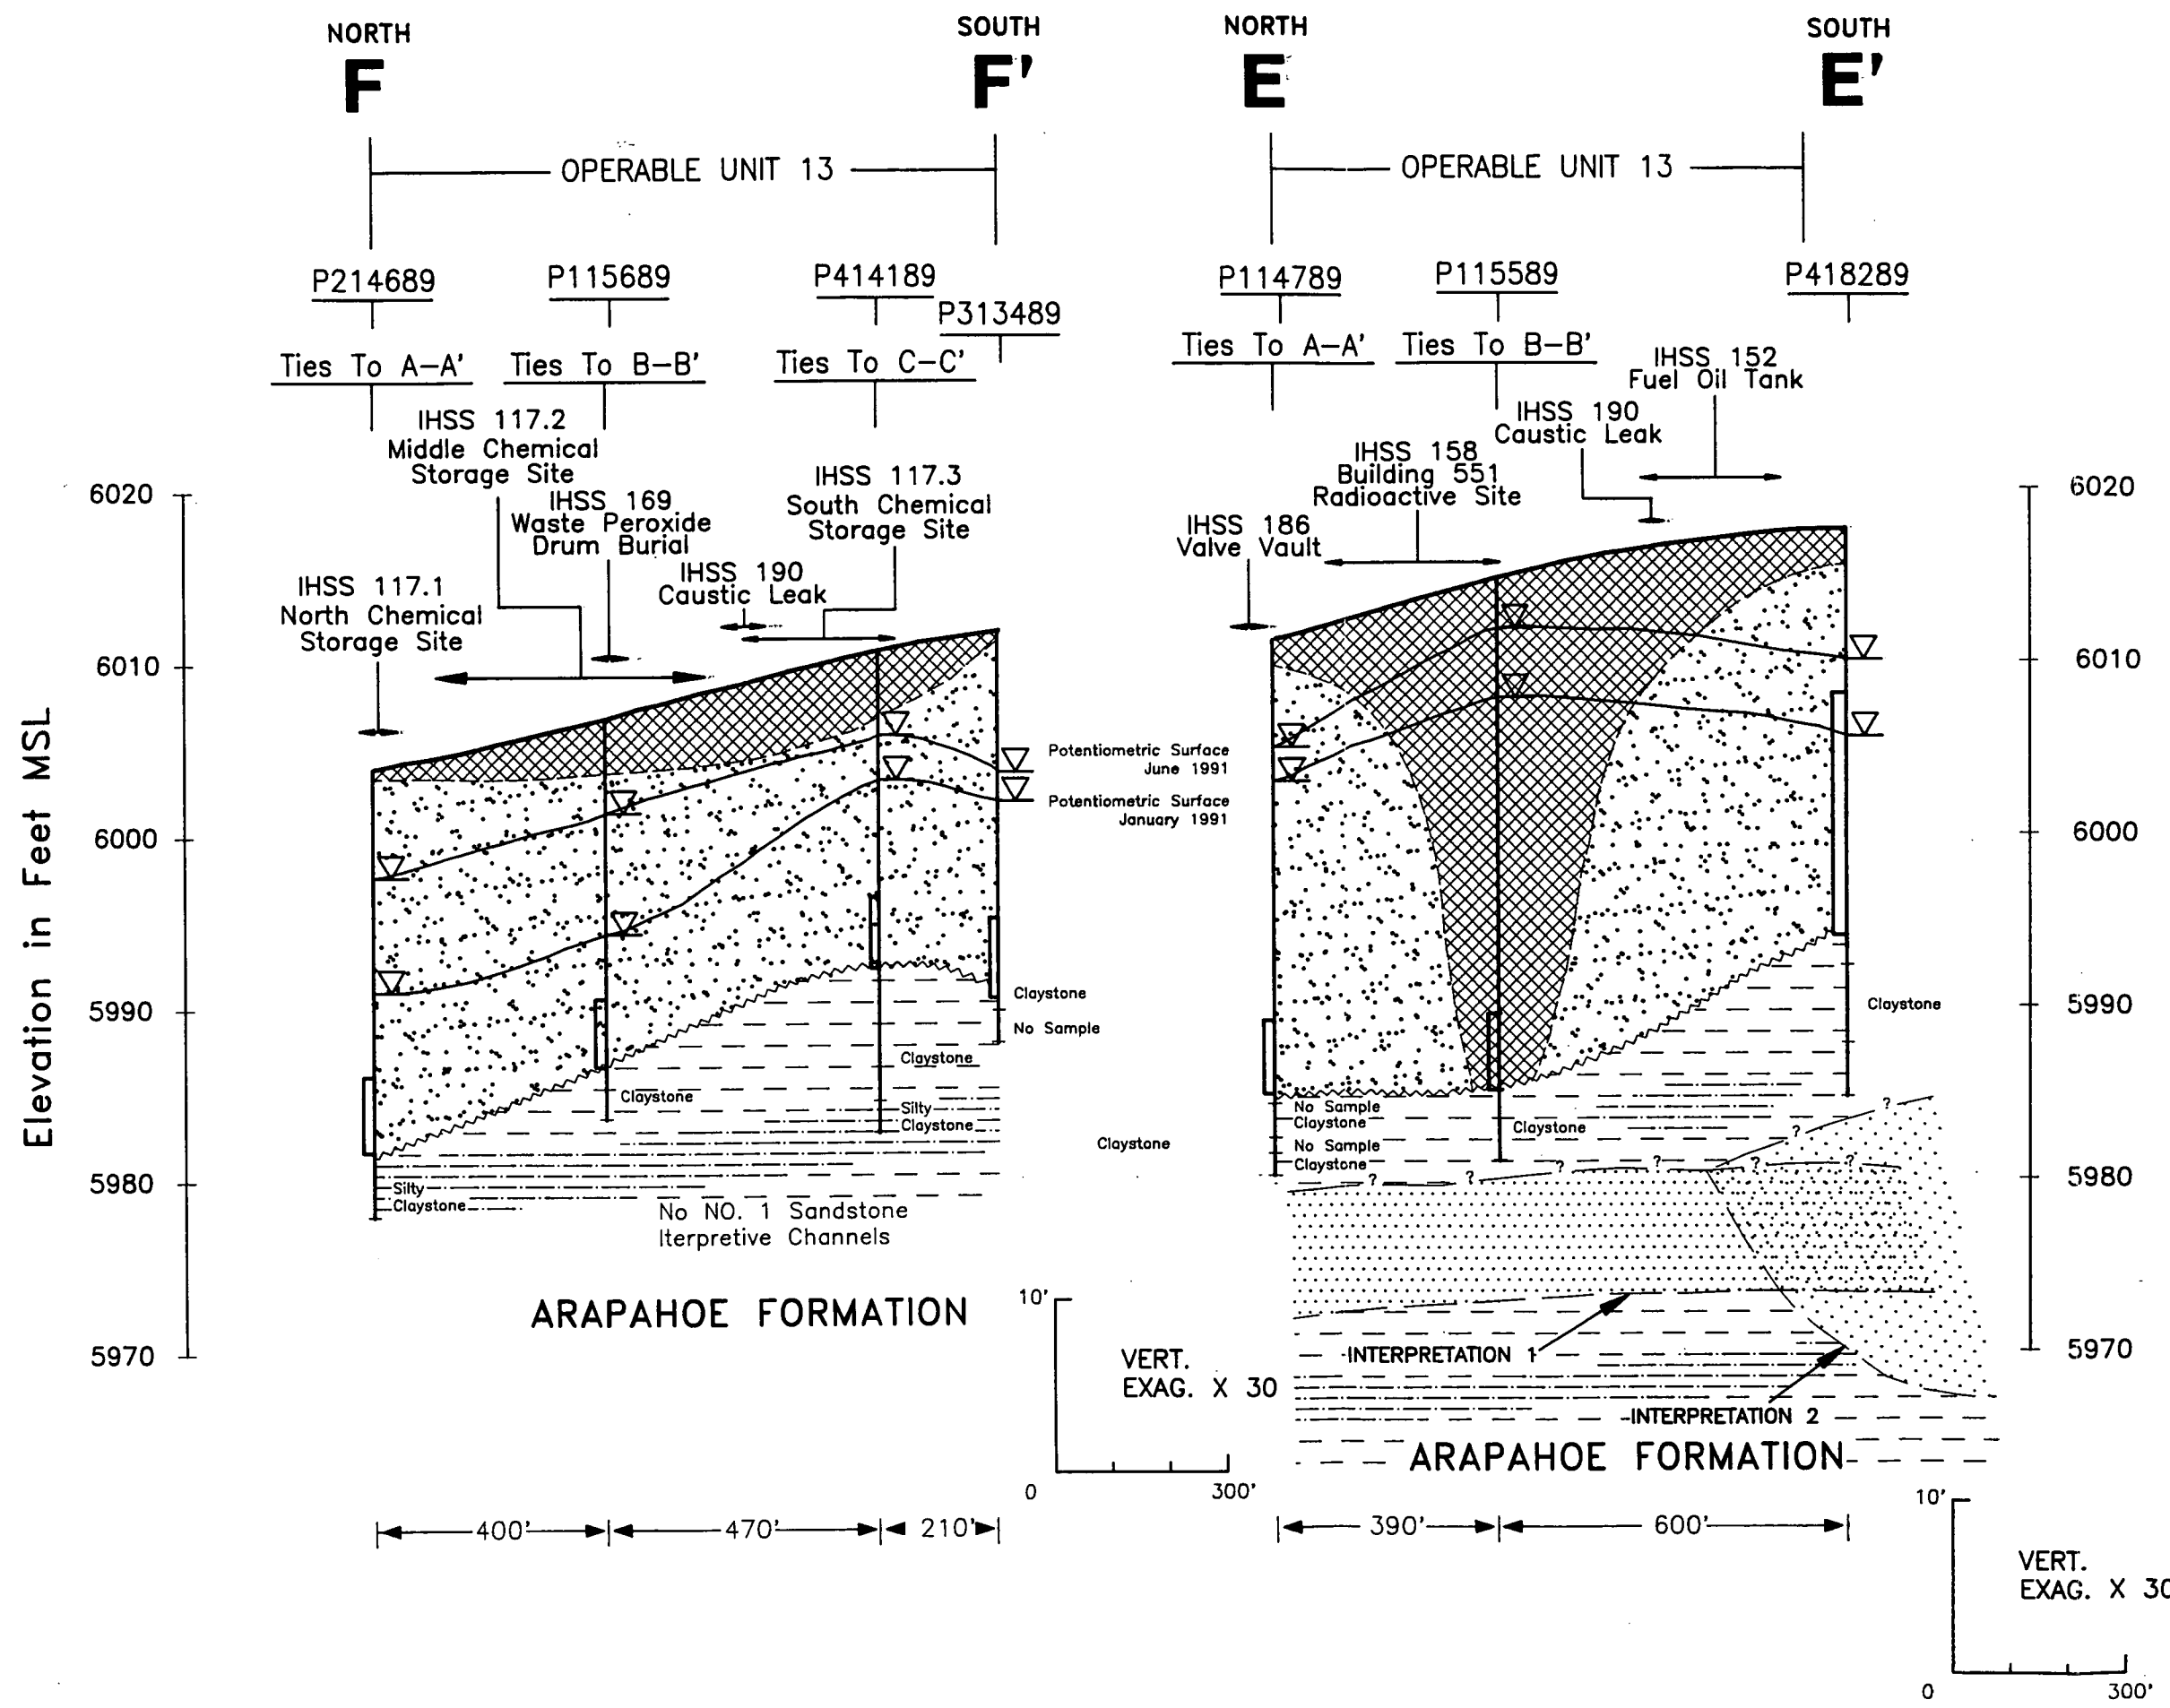 NORTH
F
SOUTH
F'
OPERABLE UNIT 13
P214689
P115689
P414189
P313489
Ties To A-A'
Ties To B-B'
Ties To C-C'
IHSS 117.2
Middle Chemical
Storage Site
IHSS 169
Waste Peroxide
Drum Burial
IHSS 117.3
South Chemical
Storage Site
IHSS 190
Caustic Leak
IHSS 117.1
North Chemical
Storage Site
Elevation in Feet MSL
6020
6010
6000
5990
5980
5970
Potentiometric Surface
June 1991
Potentiometric Surface
January 1991
Claystone
No Sample
Claystone
Claystone
Silty
Claystone
Silty
Claystone
No NO. 1 Sandstone
Iterpretive Channels
ARAPAHOE FORMATION
10'
VERT.
EXAG. X 30
0
300'
400'
470'
210'
NORTH
E
SOUTH
E'
OPERABLE UNIT 13
P114789
P115589
P418289
Ties To A-A'
Ties To B-B'
IHSS 152
Fuel Oil Tank
IHSS 190
Caustic Leak
IHSS 158
Building 551
Radioactive Site
IHSS 186
Valve Vault
6020
6010
6000
5990
5980
5970
Claystone
Claystone
No Sample
Claystone
No Sample
Claystone
Claystone
? ? ? ? ? ? ?
INTERPRETATION 1
INTERPRETATION 2
ARAPAHOE FORMATION
390'
600'
10'
VERT.
EXAG. X 30
0
300'